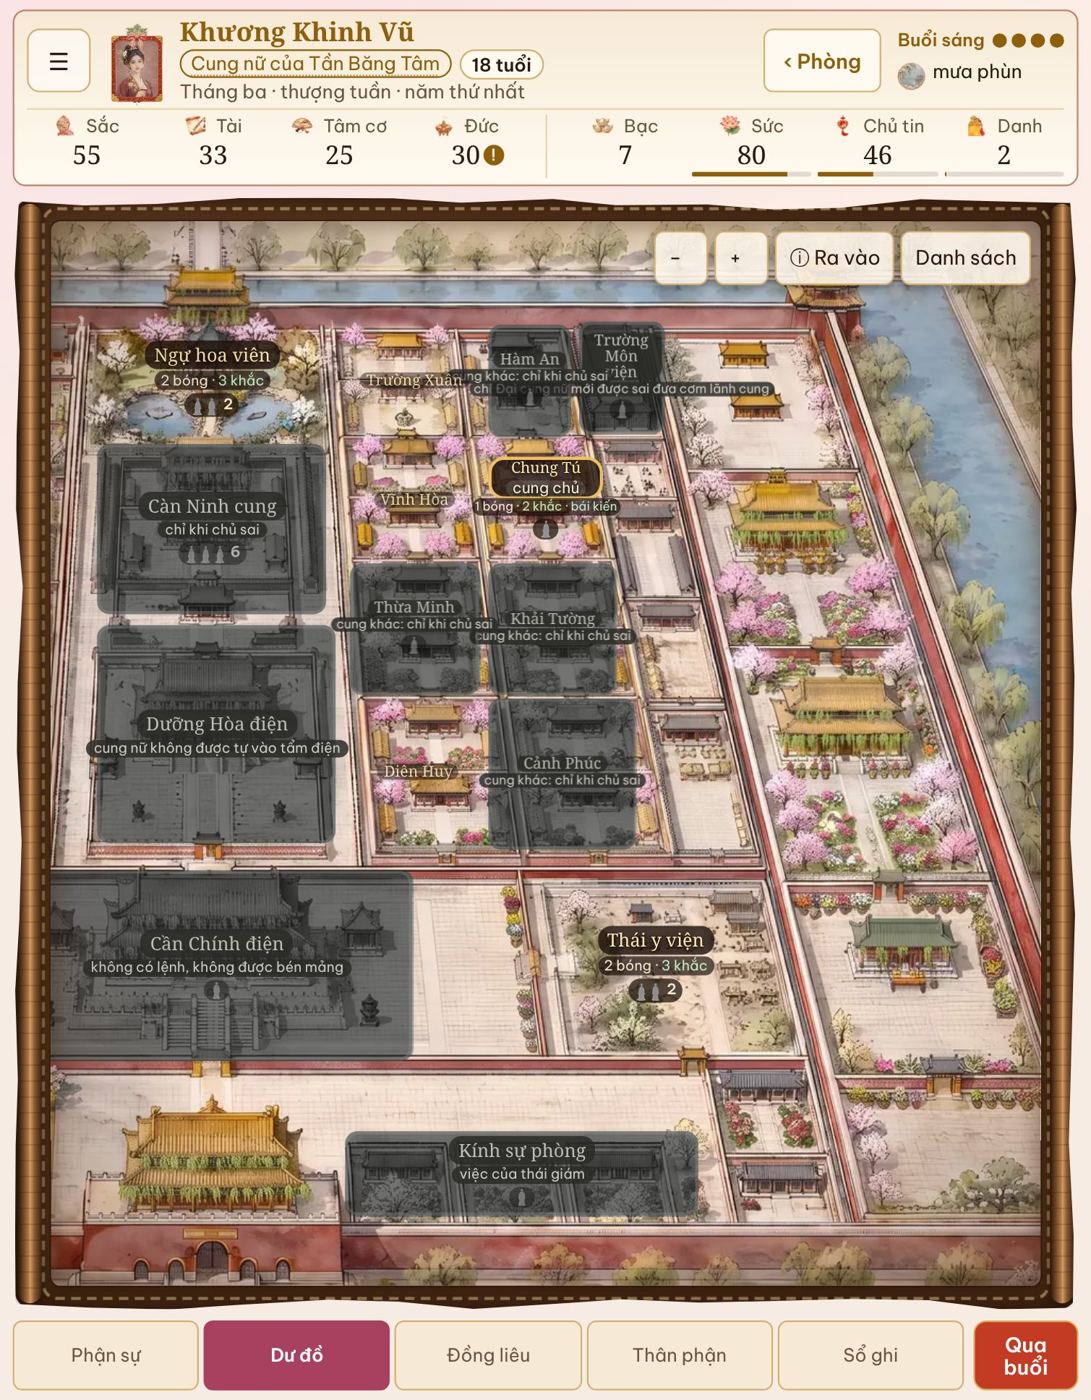 ☰
Khương Khinh Vũ
Cung nữ của Tần Băng Tâm
18 tuổi
Tháng ba · thượng tuần · năm thứ nhất
‹ Phòng
Buổi sáng
mưa phùn
Sắc
55
Tài
33
Tâm cơ
25
Đức
30 !
Bạc
7
Sức
80
Chủ tin
46
Danh
2
−
+
ⓘ Ra vào
Danh sách
Ngự hoa viên
2 bóng · 3 khắc
2
Trường Xuân
Hàm An
ung khác: chỉ khi chủ sai
Trường
Môn
viện
Đại cung nữ mới được sai đưa cơm lãnh cung
Càn Ninh cung
chỉ khi chủ sai
6
Vĩnh Hòa
Chung Tú
cung chủ
1 bóng · 2 khắc · bái kiến
Thừa Minh
cung khác: chỉ khi chủ sai
Khải Tường
cung khác: chỉ khi chủ sai
Dưỡng Hòa điện
cung nữ không được tự vào tẩm điện
Diên Huy
Cảnh Phúc
cung khác: chỉ khi chủ sai
Cần Chính điện
không có lệnh, không được bén mảng
Thái y viện
2 bóng · 3 khắc
2
Kính sự phòng
việc của thái giám
Phận sự
Dư đồ
Đồng liêu
Thân phận
Sổ ghi
Qua
buổi